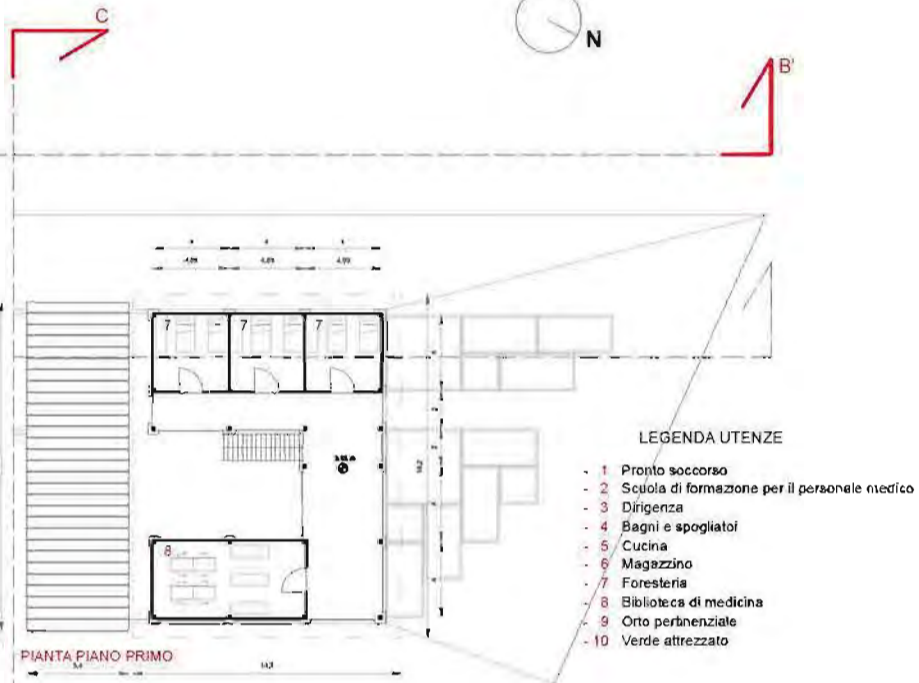 C
N
B'
7 7 7
8
LEGENDA UTENZE
- 1 Pronto soccorso
- 2 Scuola di formazione per il personale medico
- 3 Dirigenza
- 4 Bagni e spogliatoi
- 5 Cucina
- 6 Magazzino
- 7 Foresteria
- 8 Biblioteca di medicina
- 9 Orto pertinenziale
- 10 Verde attrezzato
PIANTA PIANO PRIMO